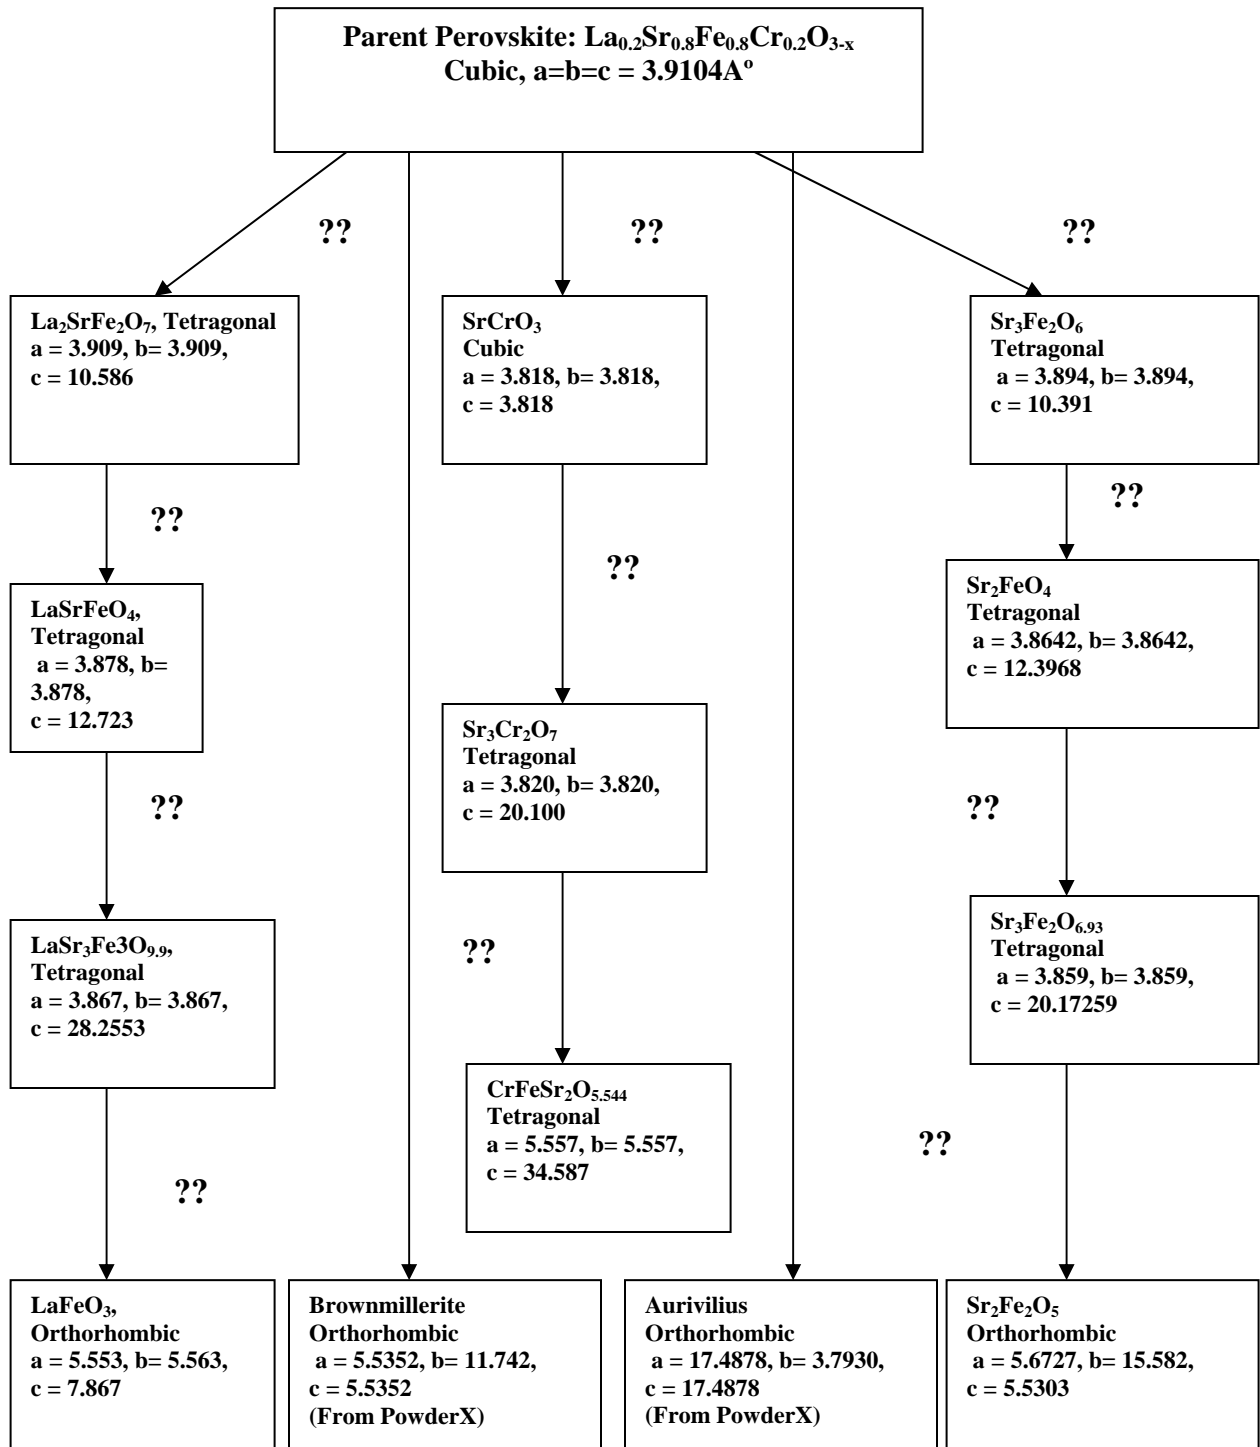 Parent Perovskite: La0.2Sr0.8Fe0.8Cr0.2O3-x
Cubic, a=b=c = 3.9104Aº
??
??
??
La2SrFe2O7, Tetragonal
a = 3.909, b= 3.909,
c = 10.586
SrCrO3
Cubic
a = 3.818, b= 3.818,
c = 3.818
Sr3Fe2O6
Tetragonal
a = 3.894, b= 3.894,
c = 10.391
??
??
??
LaSrFeO4,
Tetragonal
a = 3.878, b=
3.878,
c = 12.723
Sr2FeO4
Tetragonal
a = 3.8642, b= 3.8642,
c = 12.3968
Sr3Cr2O7
Tetragonal
a = 3.820, b= 3.820,
c = 20.100
??
??
LaSr3Fe3O9.9,
Tetragonal
a = 3.867, b= 3.867,
c = 28.2553
??
Sr3Fe2O6.93
Tetragonal
a = 3.859, b= 3.859,
c = 20.17259
CrFeSr2O5.544
Tetragonal
a = 5.557, b= 5.557,
c = 34.587
??
??
LaFeO3,
Orthorhombic
a = 5.553, b= 5.563,
c = 7.867
Brownmillerite
Orthorhombic
a = 5.5352, b= 11.742,
c = 5.5352
(From PowderX)
Aurivilius
Orthorhombic
a = 17.4878, b= 3.7930,
c = 17.4878
(From PowderX)
Sr2Fe2O5
Orthorhombic
a = 5.6727, b= 15.582,
c = 5.5303